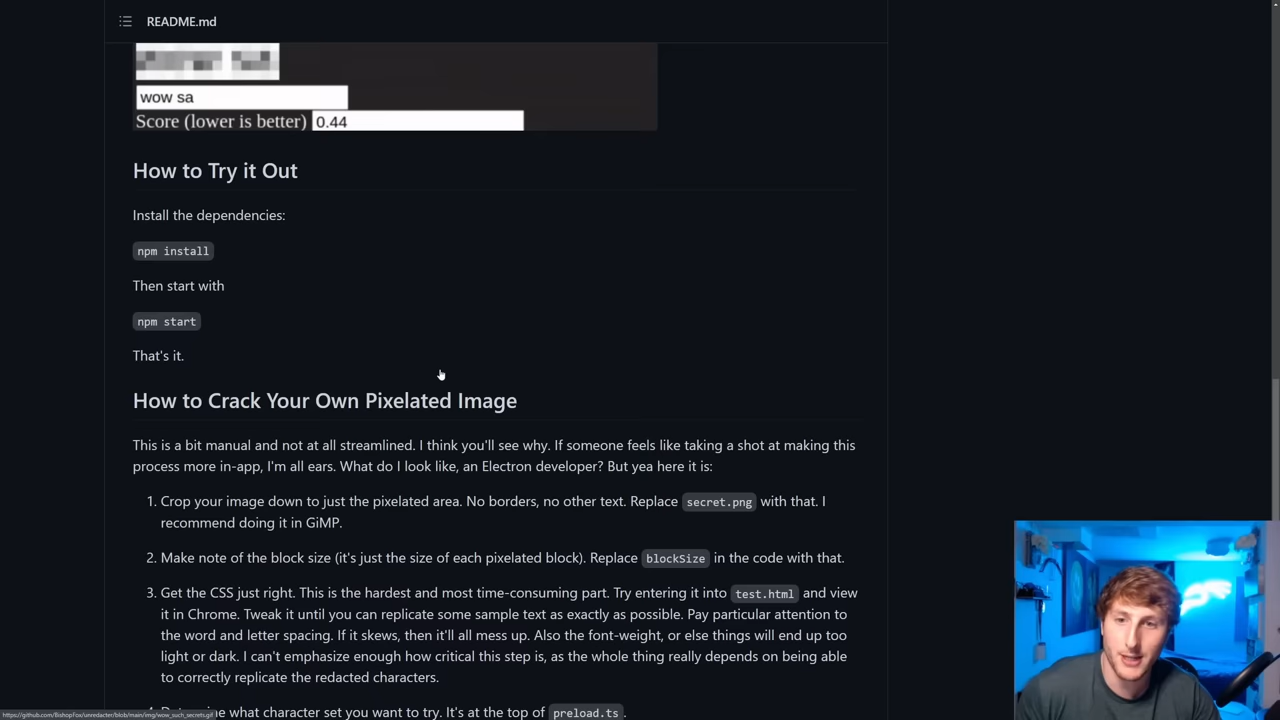 README.md
wow sa
Score (lower is better) 0.44
How to Try it Out
Install the dependencies:
npm install
Then start with
npm start
That's it.
How to Crack Your Own Pixelated Image
This is a bit manual and not at all streamlined. I think you'll see why. If someone feels like taking a shot at making this
process more in-app, I'm all ears. What do I look like, an Electron developer? But yea here it is:
1. Crop your image down to just the pixelated area. No borders, no other text. Replace secret.png with that. I
recommend doing it in GiMP.
2. Make note of the block size (it's just the size of each pixelated block). Replace blockSize in the code with that.
3. Get the CSS just right. This is the hardest and most time-consuming part. Try entering it into test.html and view
it in Chrome. Tweak it until you can replicate some sample text as exactly as possible. Pay particular attention to
the word and letter spacing. If it skews, then it'll all mess up. Also the font-weight, or else things will end up too
light or dark. I can't emphasize enough how critical this step is, as the whole thing really depends on being able
to correctly replicate the redacted characters.
4. Determine what character set you want to try. It's at the top of preload.ts.
https://github.com/BishopFox/unredacter/blob/main/img/wow_such_secrets.gif